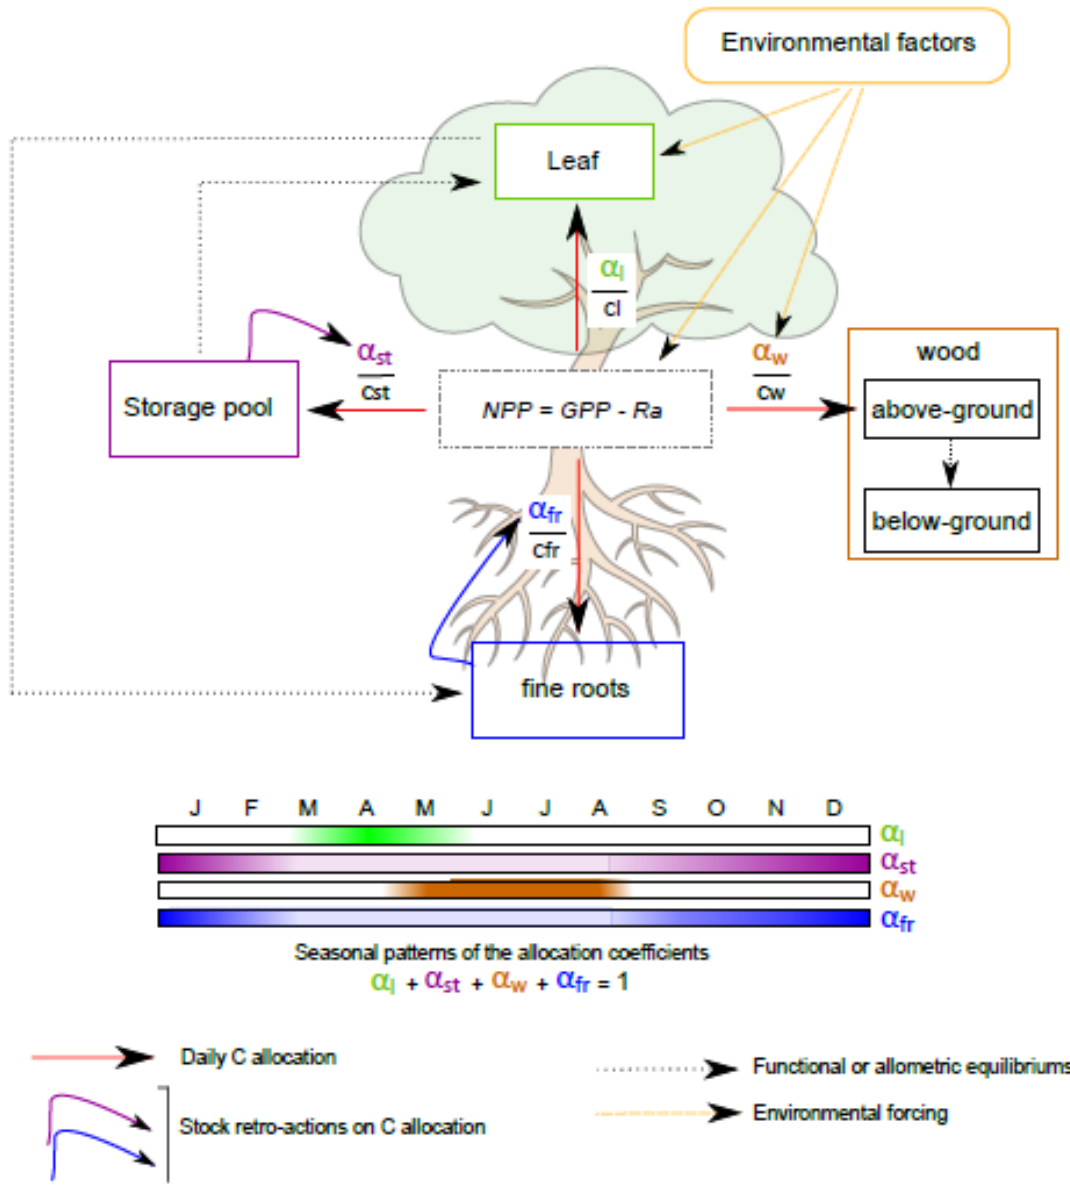 Environmental factors
Leaf
αl
cl
αst
cst
αw
cw
wood
Storage pool
NPP = GPP - Ra
above-ground
below-ground
αfr
cfr
fine roots
J F M A M J J A S O N D
αl
αst
αw
αfr
Seasonal patterns of the allocation coefficients
αl + αst + αw + αfr = 1
Daily C allocation
Functional or allometric equilibriums
Stock retro-actions on C allocation
Environmental forcing